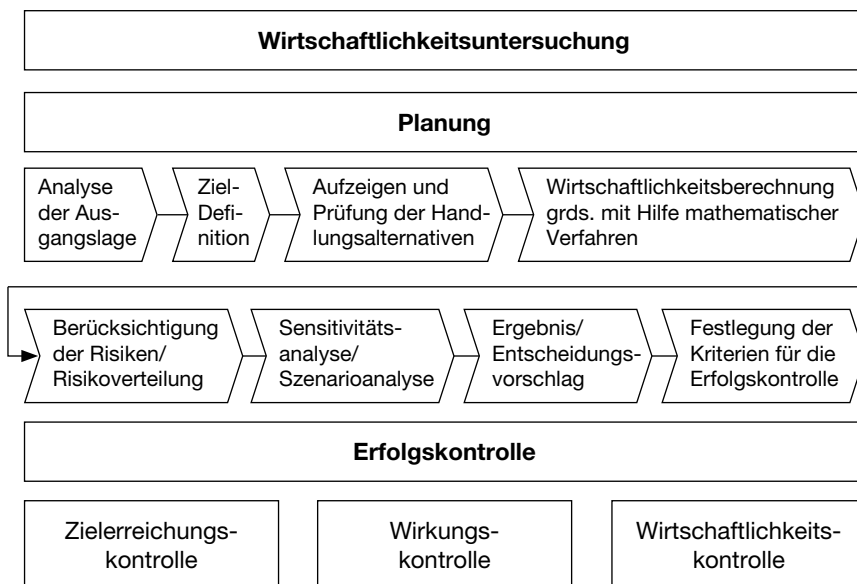 Wirtschaftlichkeitsuntersuchung
Planung
Analyse
der Aus-
gangslage
Ziel-
Defi-
nition
Aufzeigen und
Prüfung der Hand-
lungsalternativen
Wirtschaftlichkeitsberechnung
grds. mit Hilfe mathematischer
Verfahren
Berücksichtigung
der Risiken/
Risikoverteilung
Sensitivitäts-
analyse/
Szenarioanalyse
Ergebnis/
Entscheidungs-
vorschlag
Festlegung der
Kriterien für die
Erfolgskontrolle
Erfolgskontrolle
Zielerreichungs-
kontrolle
Wirkungs-
kontrolle
Wirtschaftlichkeits-
kontrolle